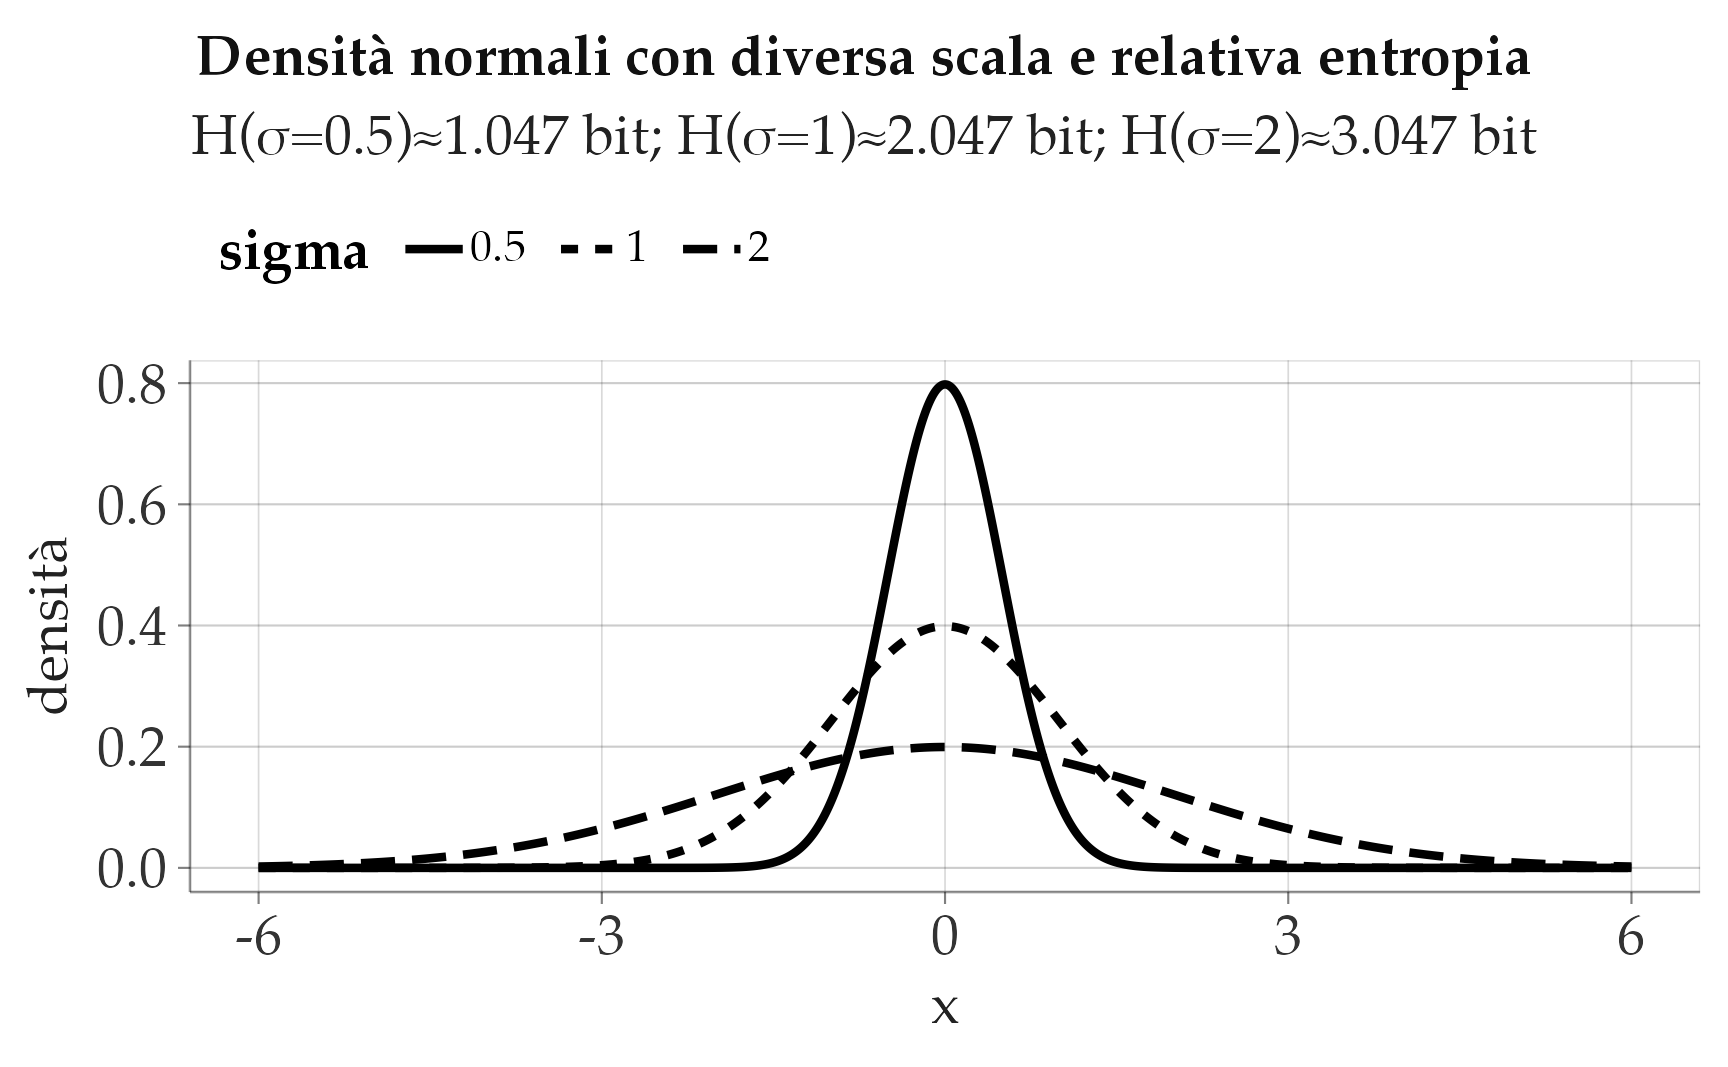 Densità normali con diversa scala e relativa entropia
H(σ=0.5)≈1.047 bit; H(σ=1)≈2.047 bit; H(σ=2)≈3.047 bit
sigma 0.5 1 2
densità
0.8
0.6
0.4
0.2
0.0
-6 -3 0 3 6
x